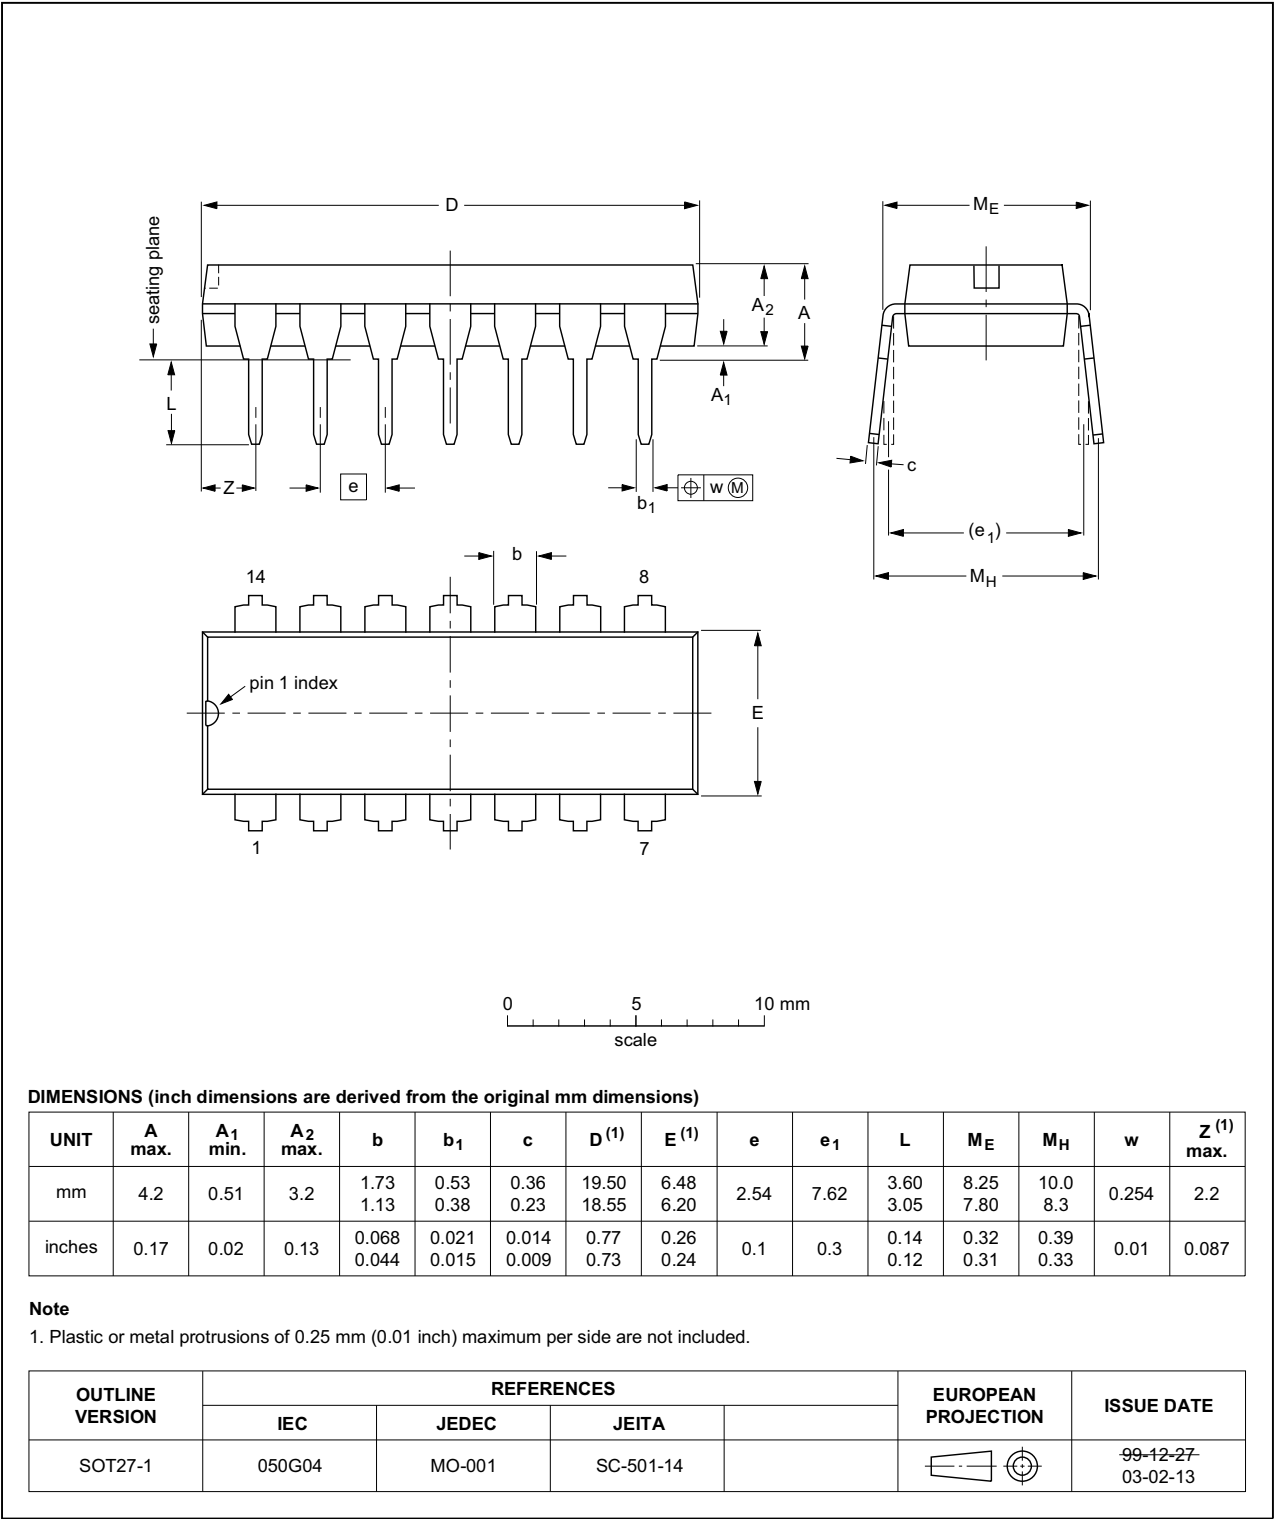 D
ME
seating plane
A2
A
A1
L
c
Z
e
b1
w M
(e1)
MH
b
14
8
pin 1 index
E
1
7
0 5 10 mm
scale
DIMENSIONS (inch dimensions are derived from the original mm dimensions)
UNIT A max. A1 min. A2 max. b b1 c D(1) E(1) e e1 L ME MH w Z(1) max.
mm 4.2 0.51 3.2 1.73 1.13 0.53 0.38 0.36 0.23 19.50 18.55 6.48 6.20 2.54 7.62 3.60 3.05 8.25 7.80 10.0 8.3 0.254 2.2
inches 0.17 0.02 0.13 0.068 0.044 0.021 0.015 0.014 0.009 0.77 0.73 0.26 0.24 0.1 0.3 0.14 0.12 0.32 0.31 0.39 0.33 0.01 0.087
Note
1. Plastic or metal protrusions of 0.25 mm (0.01 inch) maximum per side are not included.
OUTLINE VERSION REFERENCES EUROPEAN PROJECTION ISSUE DATE
IEC JEDEC JEITA
SOT27-1 050G04 MO-001 SC-501-14 99-12-27
03-02-13